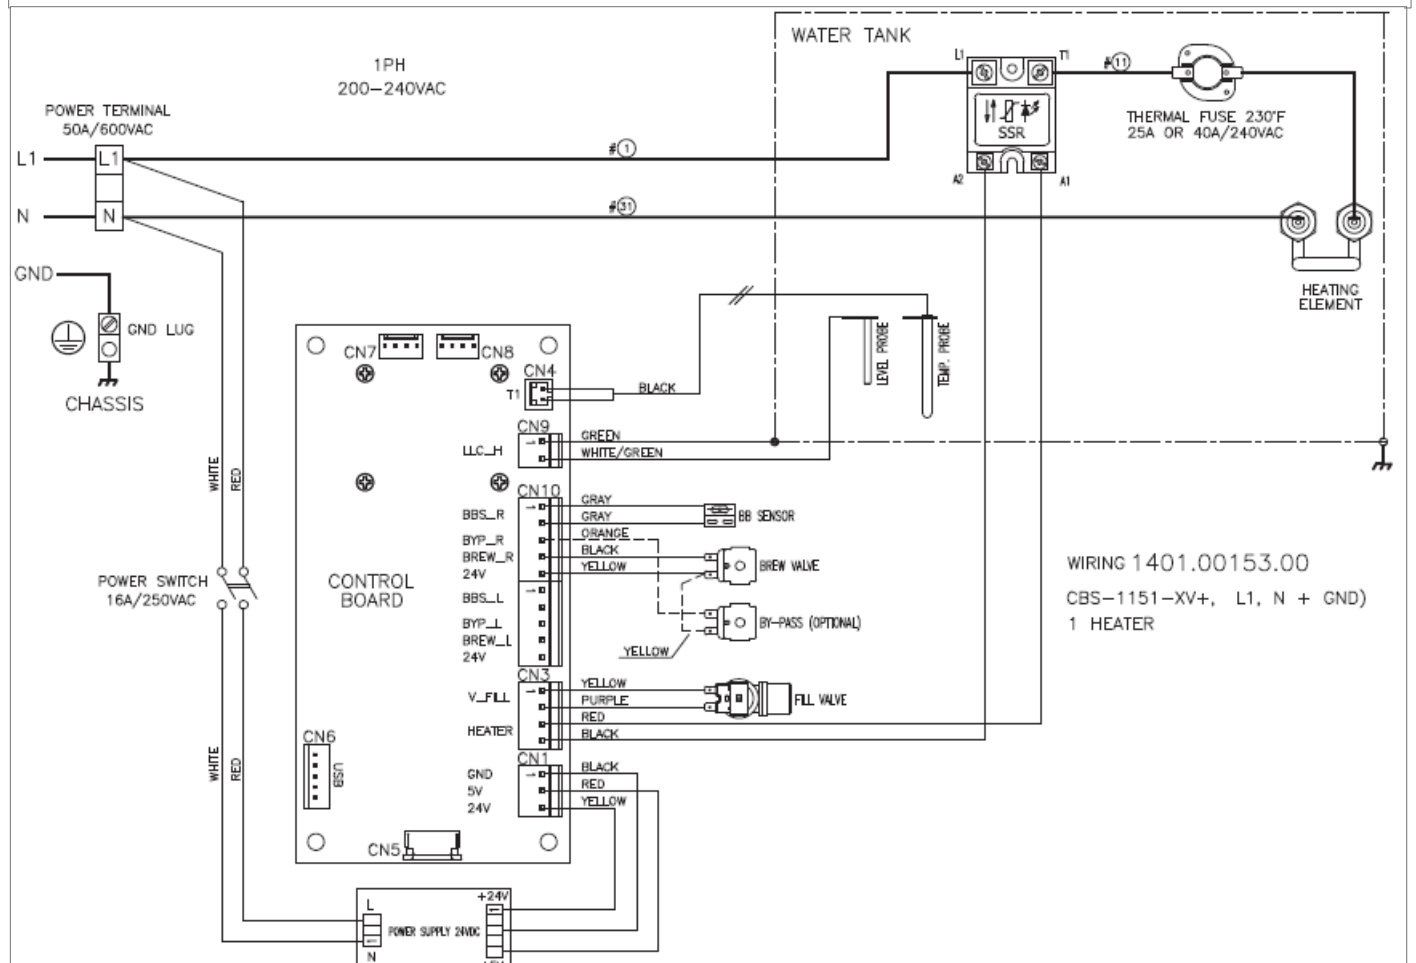 WATER TANK
1PH
200-240VAC
L1
T1
#11
POWER TERMINAL
50A/600VAC
THERMAL FUSE 230°F
25A OR 40A/240VAC
SSR
L1
L1
#1
A2
A1
N
N
#31
GND
GND LUG
CHASSIS
HEATING
ELEMENT
CN7
CN8
CN4
T1
BLACK
LEVEL PROBE
TEMP. PROBE
CN9
LLC_H
GREEN
WHITE/GREEN
WHITE
RED
CN10
BBS_R
GRAY
GRAY
BB SENSOR
BYP_R
ORANGE
BREW_R
BLACK
24V
YELLOW
BREW VALVE
WIRING 1401.00153.00
CBS-1151-XV+, L1, N + GND)
1 HEATER
POWER SWITCH
16A/250VAC
CONTROL
BOARD
BBS_L
BYP_L
BREW_L
24V
BY-PASS (OPTIONAL)
YELLOW
CN3
V_FILL
YELLOW
PURPLE
FILL VALVE
HEATER
RED
BLACK
CN6
USB
WHITE
RED
CN1
GND
BLACK
5V
RED
24V
YELLOW
CN5
+24V
L
POWER SUPPLY 24VDC
N